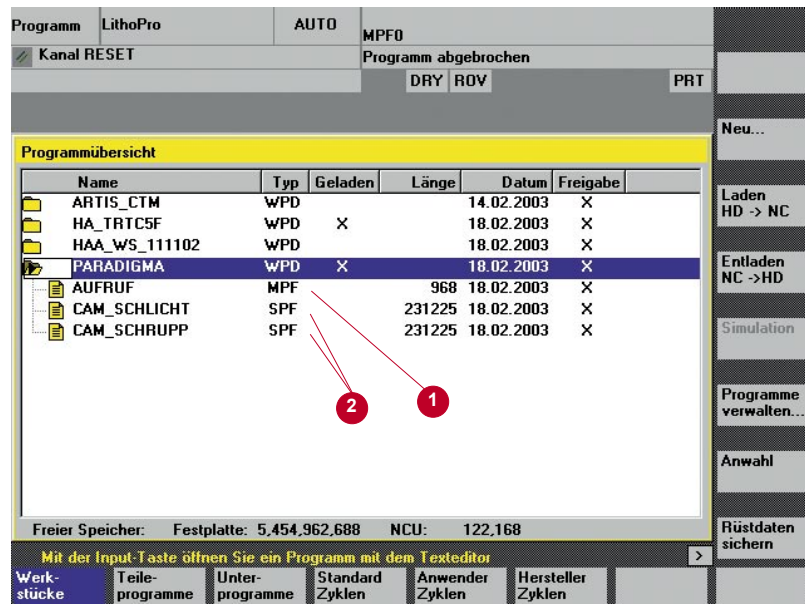 Programm LithoPro AUTO MPF0
Kanal RESET Programm abgebrochen
DRY ROV PRT
Programmübersicht
Name Typ Geladen Länge Datum Freigabe
ARTIS_CTM WPD 14.02.2003 X
HA_TRTC5F WPD X 18.02.2003 X
HAA_WS_111102 WPD 18.02.2003 X
PARADIGMA WPD X 18.02.2003 X
AUFRUF MPF 968 18.02.2003 X
CAM_SCHLICHT SPF 231225 18.02.2003 X
CAM_SCHRUPP SPF 231225 18.02.2003 X
2 1
Freier Speicher: Festplatte: 5,454,962,688 NCU: 122,168
Mit der Input-Taste öffnen Sie ein Programm mit dem Texteditor >
Neu...
Laden
HD -> NC
Entladen
NC ->HD
Simulation
Programme
verwalten...
Anwahl
Rüstdaten
sichern
Werk-
stücke
Teile-
programme
Unter-
programme
Standard
Zyklen
Anwender
Zyklen
Hersteller
Zyklen